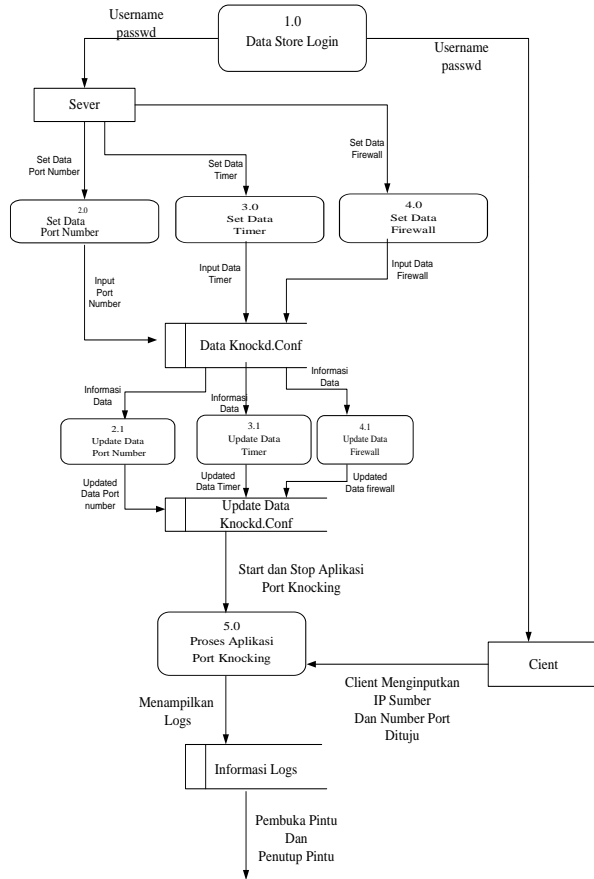 1.0
Data Store Login
Username
passwd
Username
passwd
Sever
Set Data
Port Number
Set Data
Timer
Set Data
Firewall
2.0
Set Data
Port Number
3.0
Set Data
Timer
4.0
Set Data
Firewall
Input
Port
Number
Input Data
Timer
Input Data
Firewall
Data Knockd.Conf
Informasi
Data
Informasi
Data
Informasi
Data
2.1
Update Data
Port Number
3.1
Update Data
Timer
4.1
Update Data
Firewall
Updated
Data Port
number
Updated
Data Timer
Updated
Data firewall
Update Data
Knockd.Conf
Start dan Stop Aplikasi
Port Knocking
5.0
Proses Aplikasi
Port Knocking
Cient
Client Menginputkan
IP Sumber
Dan Number Port
Dituju
Menampilkan
Logs
Informasi Logs
Pembuka Pintu
Dan
Penutup Pintu